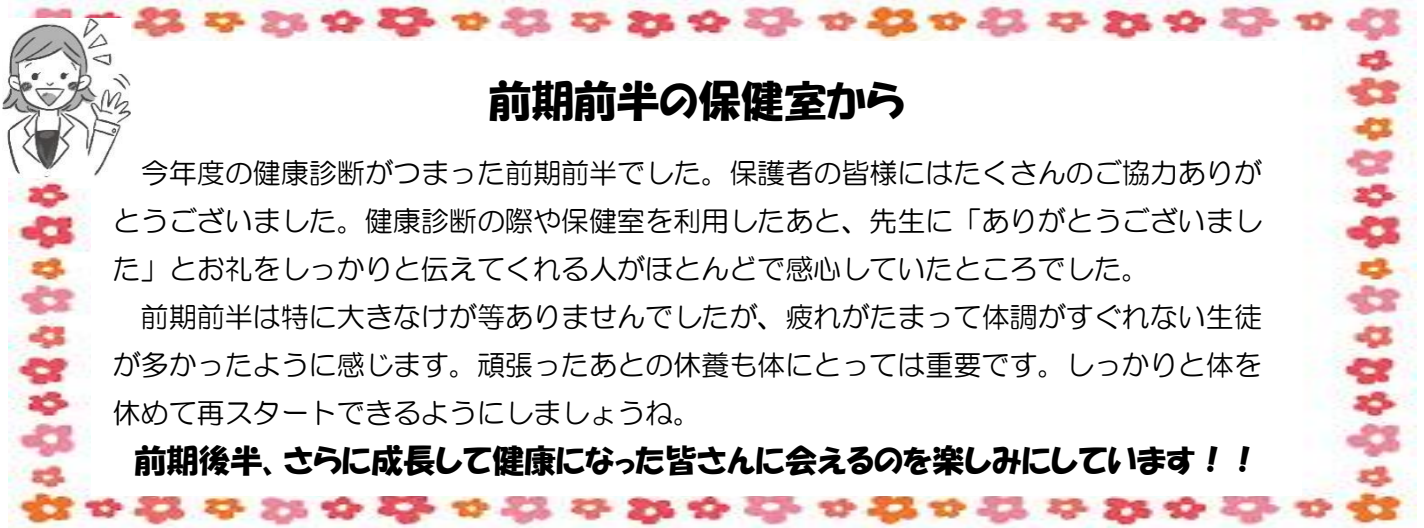 前期前半の保健室から
今年度の健康診断がつまった前期前半でした。保護者の皆様にはたくさんのご協力ありが
とうございました。健康診断の際や保健室を利用したあと、先生に「ありがとうございまし
た」とお礼をしっかりと伝えてくれる人がほとんどで感心していたところでした。
前期前半は特に大きなけが等ありませんでしたが、疲れがたまって体調がすぐれない生徒
が多かったように感じます。頑張ったあとの休養も体にとっては重要です。しっかりと体を
休めて再スタートできるようにしましょうね。
前期後半、さらに成長して健康になった皆さんに会えるのを楽しみにしています！！